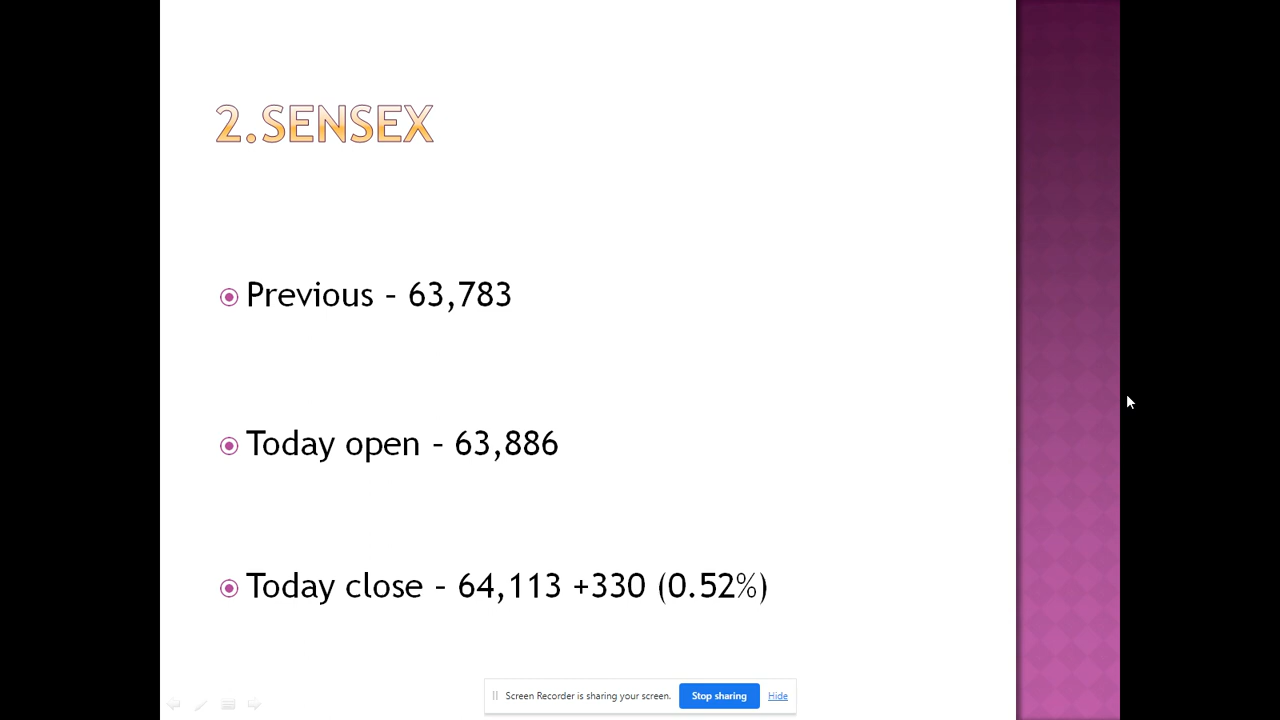 2.SENSEX
Previous – 63,783
Today open – 63,886
Today close – 64,113 +330 (0.52%)
Screen Recorder is sharing your screen. Stop sharing Hide